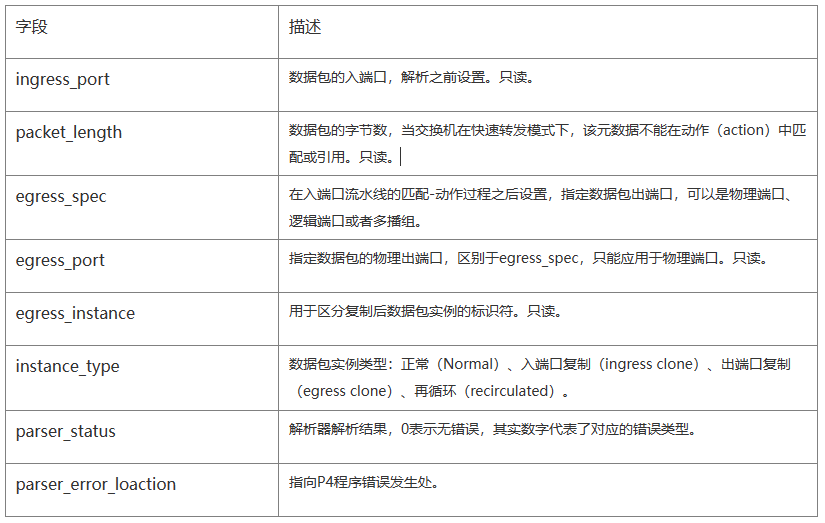 字段 描述
ingress_port 数据包的入端口，解析之前设置。只读。
packet_length 数据包的字节数，当交换机在快速转发模式下，该元数据不能在动作（action）中匹
配或引用。只读。
egress_spec 在入端口流水线的匹配-动作过程之后设置，指定数据包出端口，可以是物理端口、
逻辑端口或者多播组。
egress_port 指定数据包的物理出端口，区别于egress_spec，只能应用于物理端口。只读。
egress_instance 用于区分复制后数据包实例的标识符。只读。
instance_type 数据包实例类型：正常（Normal）、入端口复制（ingress clone）、出端口复制
（egress clone）、再循环（recirculated）。
parser_status 解析器解析结果，0表示无错误，其实数字代表了对应的错误类型。
parser_error_loaction 指向P4程序错误发生处。